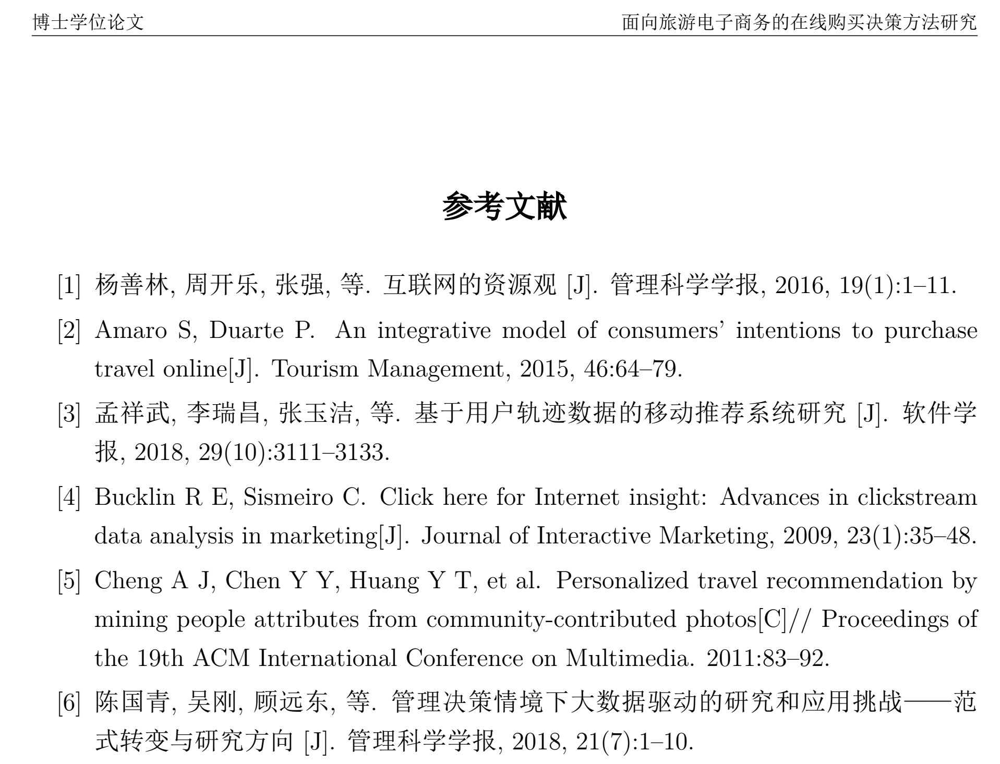 博士学位论文 面向旅游电子商务的在线购买决策方法研究
参考文献
[1] 杨善林, 周开乐, 张强, 等. 互联网的资源观 [J]. 管理科学学报, 2016, 19(1):1–11.
[2] Amaro S, Duarte P. An integrative model of consumers’ intentions to purchase
travel online[J]. Tourism Management, 2015, 46:64–79.
[3] 孟祥武, 李瑞昌, 张玉洁, 等. 基于用户轨迹数据的移动推荐系统研究 [J]. 软件学
报, 2018, 29(10):3111–3133.
[4] Bucklin R E, Sismeiro C. Click here for Internet insight: Advances in clickstream
data analysis in marketing[J]. Journal of Interactive Marketing, 2009, 23(1):35–48.
[5] Cheng A J, Chen Y Y, Huang Y T, et al. Personalized travel recommendation by
mining people attributes from community-contributed photos[C]// Proceedings of
the 19th ACM International Conference on Multimedia. 2011:83–92.
[6] 陈国青, 吴刚, 顾远东, 等. 管理决策情境下大数据驱动的研究和应用挑战——范
式转变与研究方向 [J]. 管理科学学报, 2018, 21(7):1–10.